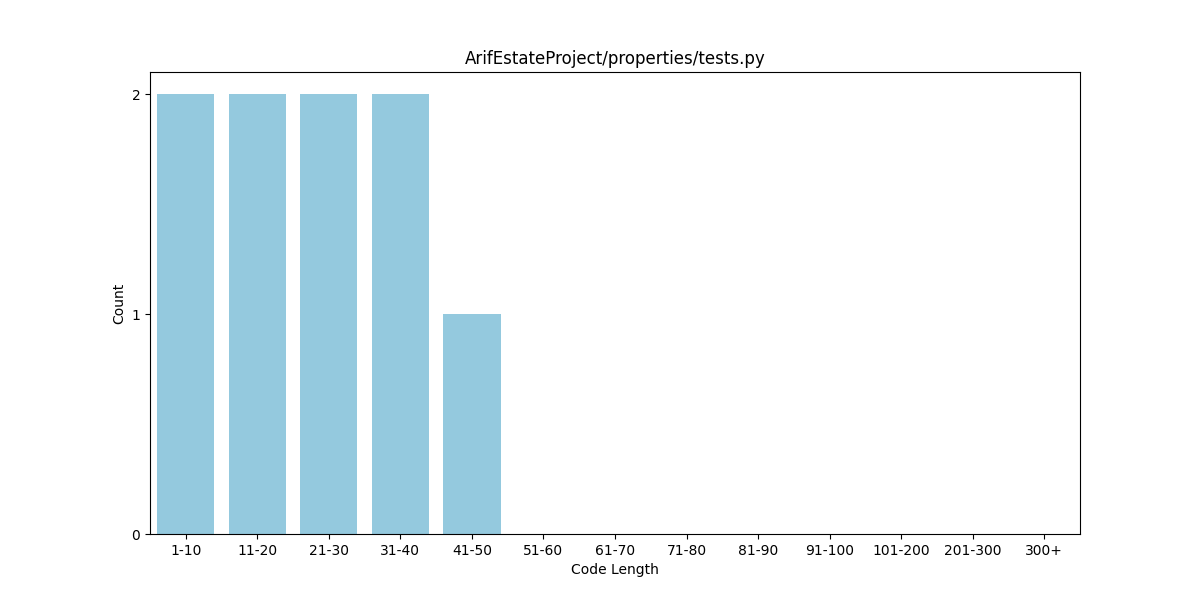 ArifEstateProject/properties/tests.py
2
1
0
Count
1-10 11-20 21-30 31-40 41-50 51-60 61-70 71-80 81-90 91-100 101-200 201-300 300+
Code Length